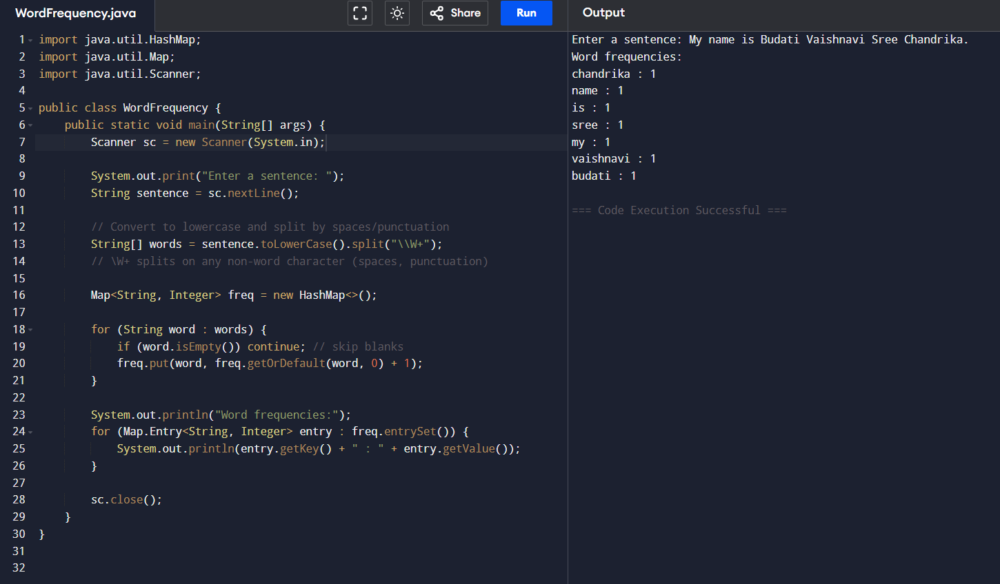 WordFrequency.java
Share
Run
Output
1 import java.util.HashMap;
2 import java.util.Map;
3 import java.util.Scanner;
4
5 public class WordFrequency {
6     public static void main(String[] args) {
7         Scanner sc = new Scanner(System.in);
8
9         System.out.print("Enter a sentence: ");
10         String sentence = sc.nextLine();
11
12         // Convert to lowercase and split by spaces/punctuation
13         String[] words = sentence.toLowerCase().split("\\W+");
14         // \W+ splits on any non-word character (spaces, punctuation)
15
16         Map<String, Integer> freq = new HashMap<>();
17
18         for (String word : words) {
19             if (word.isEmpty()) continue; // skip blanks
20             freq.put(word, freq.getOrDefault(word, 0) + 1);
21         }
22
23         System.out.println("Word frequencies:");
24         for (Map.Entry<String, Integer> entry : freq.entrySet()) {
25             System.out.println(entry.getKey() + " : " + entry.getValue());
26         }
27
28         sc.close();
29     }
30 }
31
32
Enter a sentence: My name is Budati Vaishnavi Sree Chandrika.
Word frequencies:
chandrika : 1
name : 1
is : 1
sree : 1
my : 1
vaishnavi : 1
budati : 1
=== Code Execution Successful ===